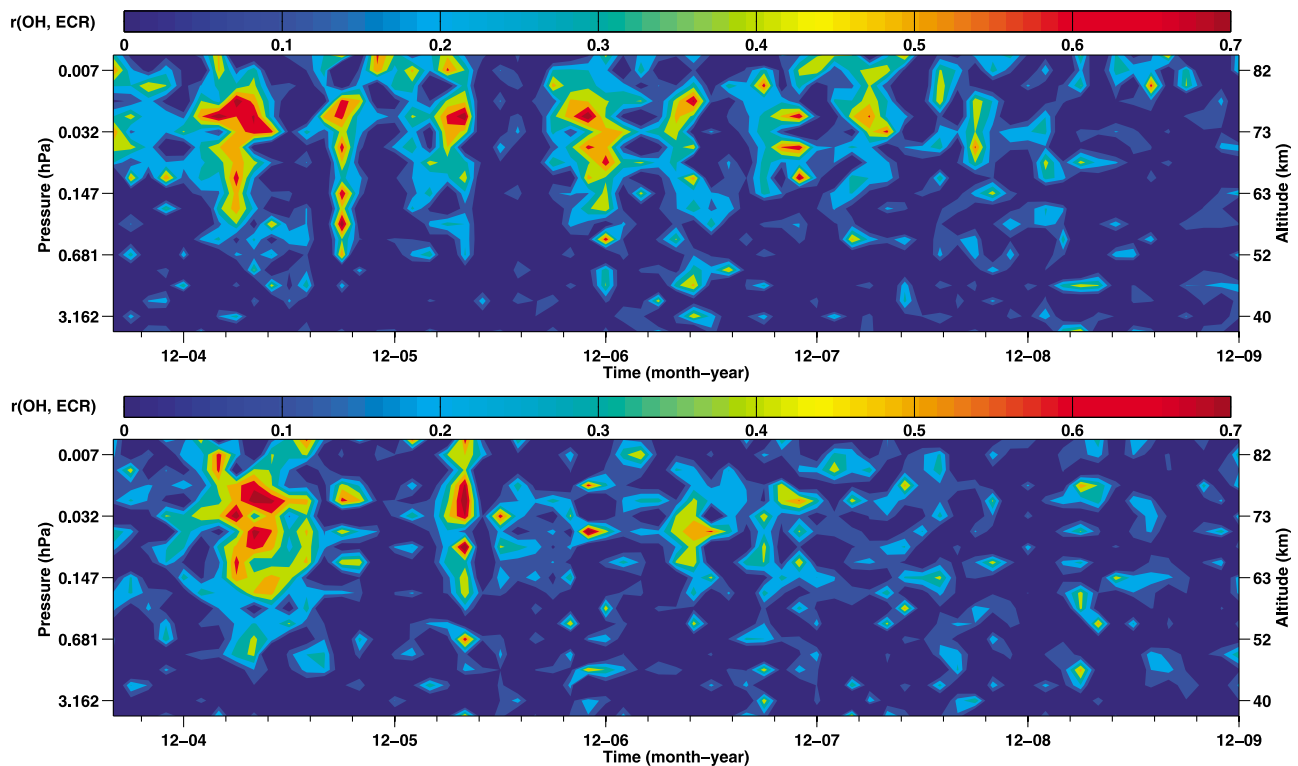 r(OH, ECR)
0 0.1 0.2 0.3 0.4 0.5 0.6 0.7
Pressure (hPa)
0.007
0.032
0.147
0.681
3.162
82
73
63
52
40
Altitude (km)
12–04 12–05 12–06 12–07 12–08 12–09
Time (month–year)
r(OH, ECR)
0 0.1 0.2 0.3 0.4 0.5 0.6 0.7
Pressure (hPa)
0.007
0.032
0.147
0.681
3.162
82
73
63
52
40
Altitude (km)
12–04 12–05 12–06 12–07 12–08 12–09
Time (month–year)